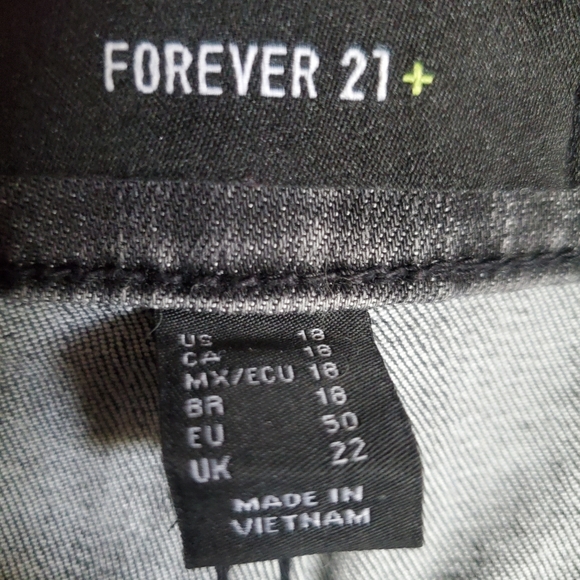 FOREVER 21+
US 18
CA 18
MX/ECU 18
BR 18
EU 50
UK 22
MADE IN
VIETNAM